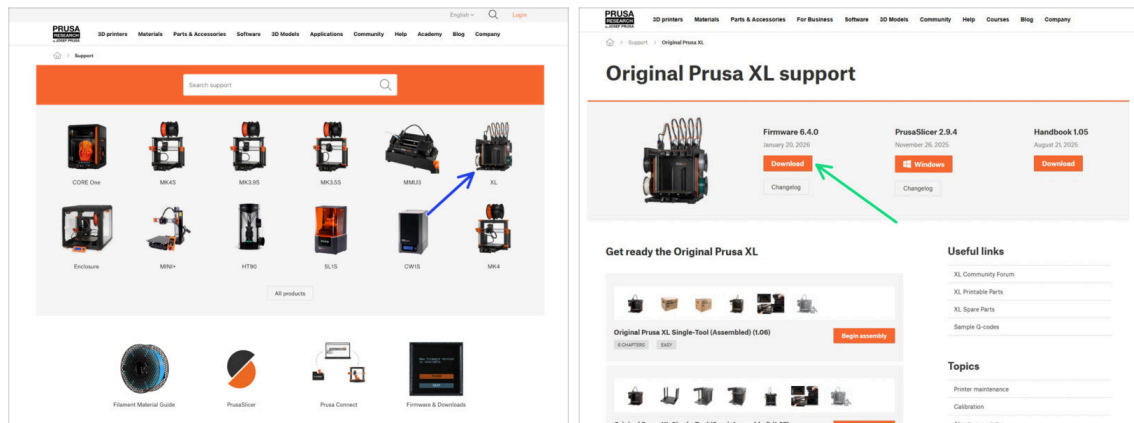 English
Login
PRUSA
RESEARCH
by JOSEF PRUSA
3D printers Materials Parts & Accessories Software 3D Models Applications Community Help Academy Blog Company
Support
Search support
CORE One MK4S MK3.9S MK3.5S MMU3 XL
Enclosure MINI+ HT90 SL1S CW1S MK4
All products
Filament Material Guide PrusaSlicer Prusa Connect Firmware & Downloads
PRUSA
RESEARCH
by JOSEF PRUSA
3D printers Materials Parts & Accessories For Business Software 3D Models Community Help Courses Blog Company
Support > Original Prusa XL
Original Prusa XL support
Firmware 6.4.0 PrusaSlicer 2.9.4 Handbook 1.05
January 20, 2026 November 26, 2025 August 21, 2025
Download Windows Download
Changelog Changelog
Get ready the Original Prusa XL
Original Prusa XL Single-Tool (Assembled) (1.06)
6 CHAPTERS EASY
Begin assembly
Useful links
XL Community Forum
XL Printable Parts
XL Spare Parts
Sample G-codes
Topics
Printer maintenance
Calibration